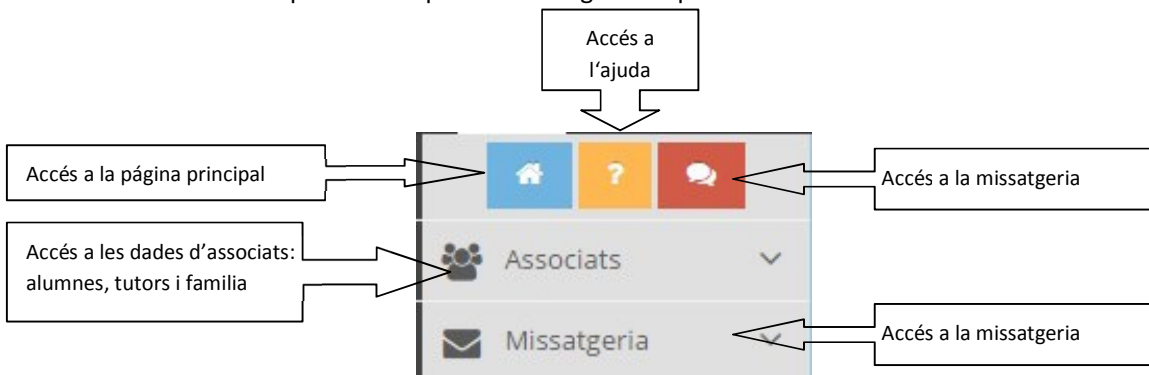 Accés a
l‘ajuda
Accés a la página principal
?
Accés a la missatgeria
Accés a les dades d’associats:
alumnes, tutors i familia
Associats
Missatgeria
Accés a la missatgeria